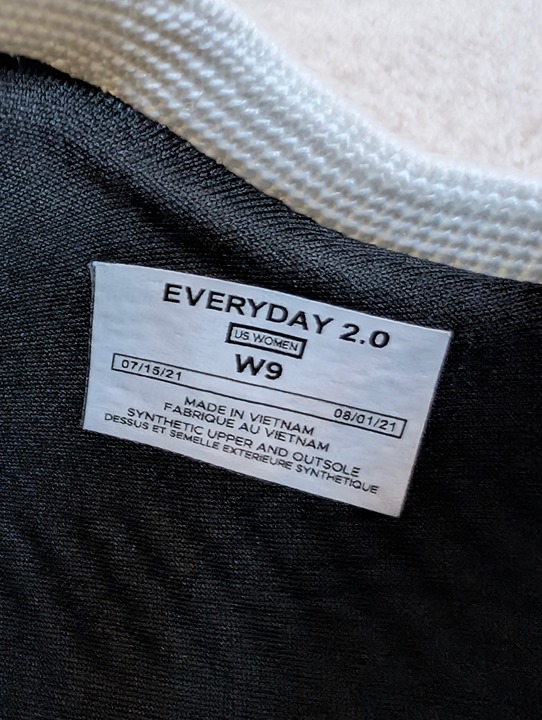 EVERYDAY 2.0
US WOMEN
W9
07/15/21 08/01/21
MADE IN VIETNAM
FABRIQUE AU VIETNAM
SYNTHETIC UPPER AND OUTSOLE
DESSUS ET SEMELLE EXTERIEURE SYNTHETIQUE